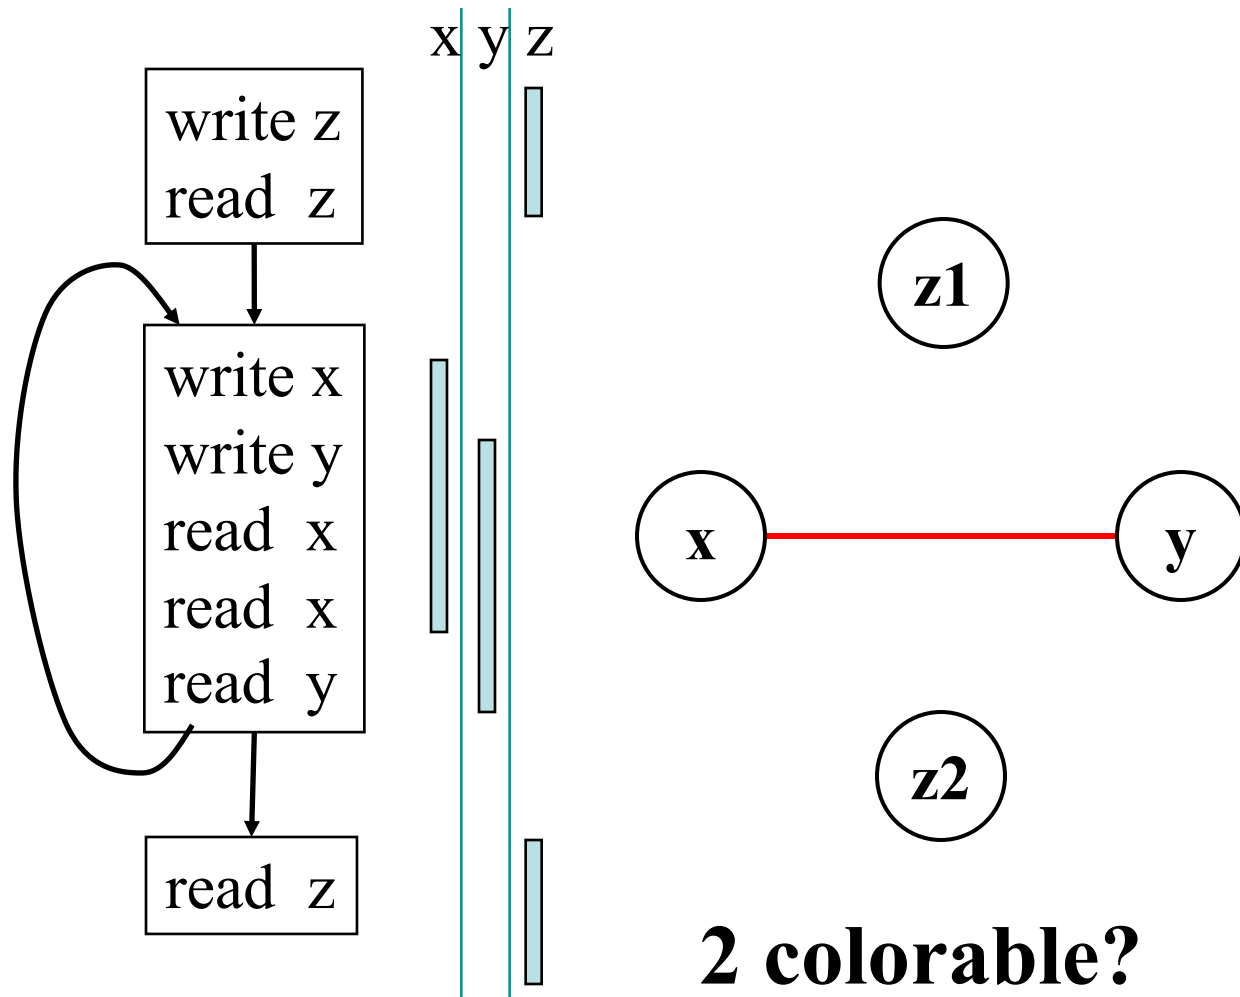 x y z
write z
read z
write x
write y
read x
read x
read y
read z
z1
x
y
z2
2 colorable?